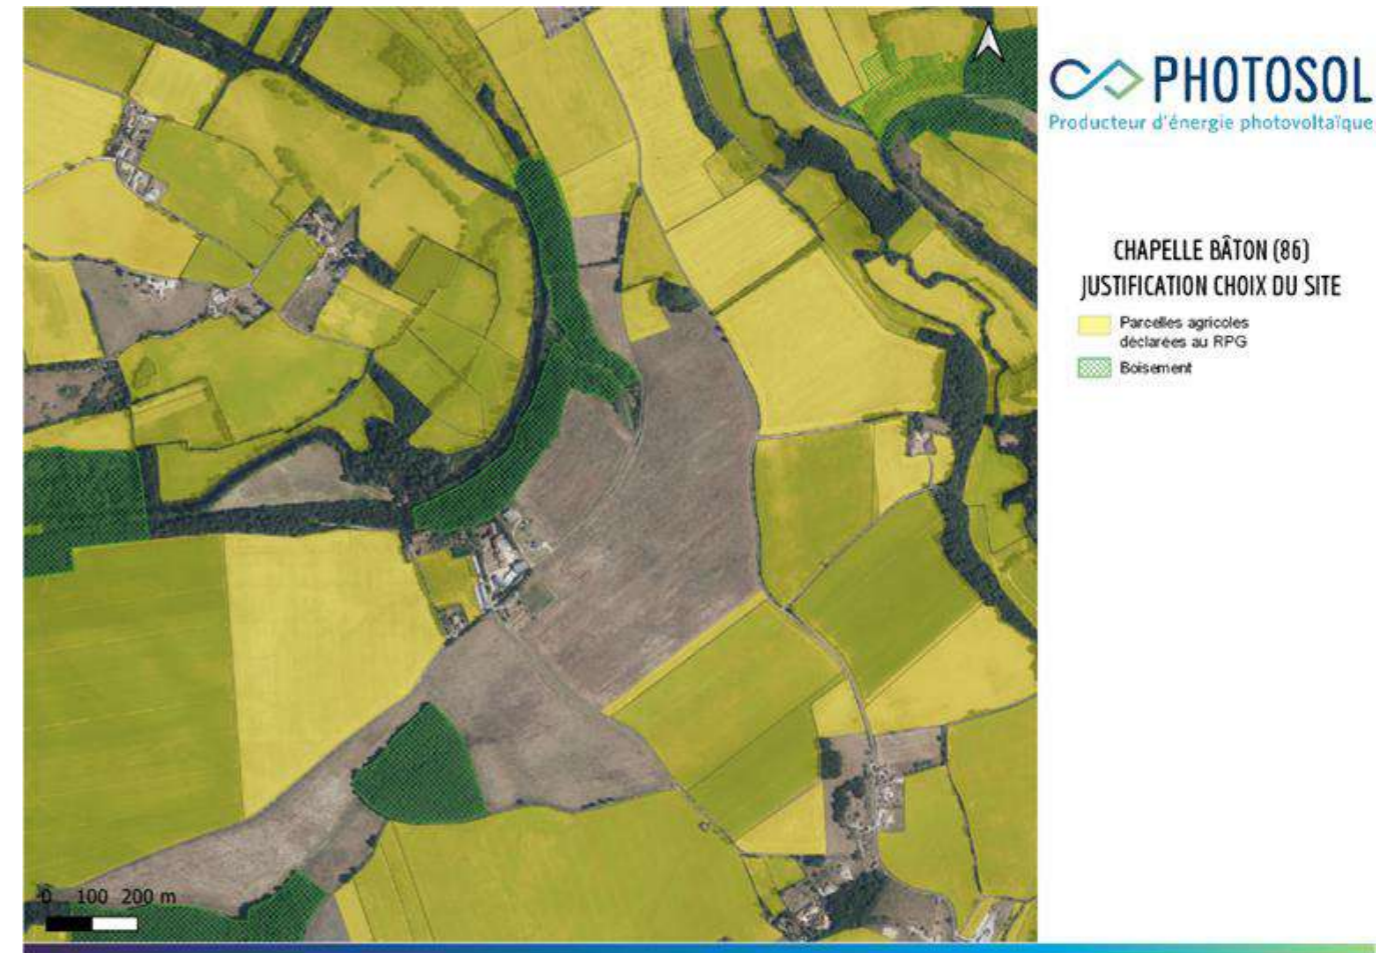 PHOTOSOL
Producteur d'énergie photovoltaïque
CHAPELLE BÂTON (86)
JUSTIFICATION CHOIX DU SITE
Parcelles agricoles
déclarées au RPG
Boisement
0 100 200 m